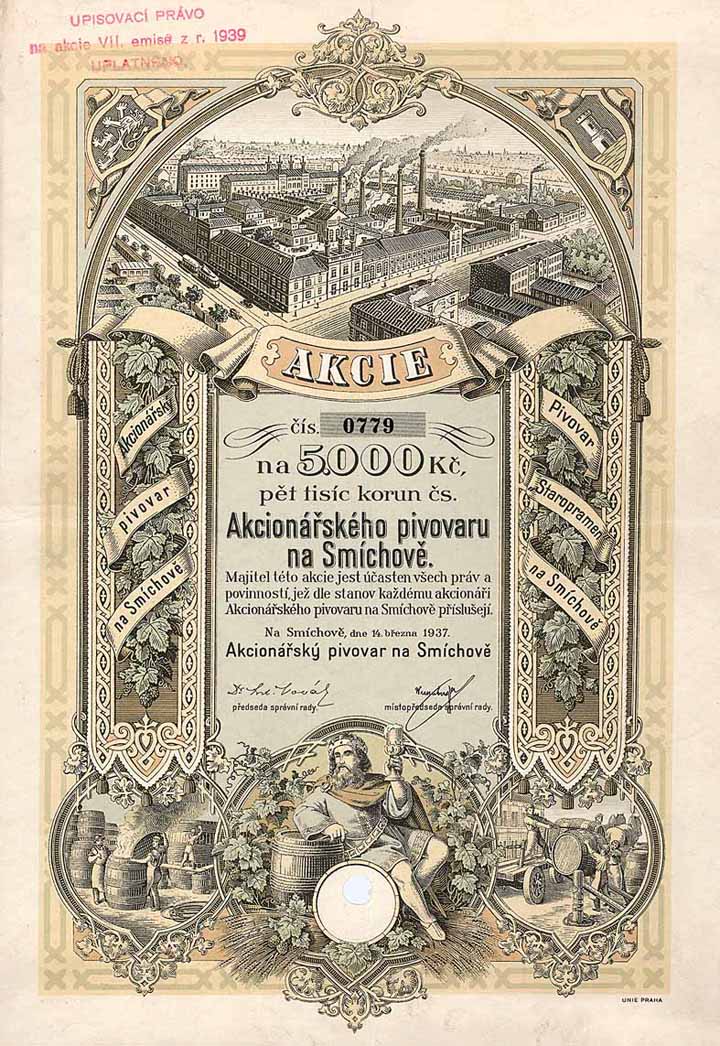 UPISOVACÍ PRÁVO
na akcie VII. emise z r. 1939
UPLATNĚNO.
AKCIE
čís. 0779
na 5.000 Kč,
pět tisíc korun čs.
Akcionářského pivovaru
na Smíchově.
Majitel této akcie jest účasten všech práv a
povinností, jež dle stanov každému akcionáři
Akcionářského pivovaru na Smíchově příslušejí.
Na Smíchově, dne 14. března 1937.
Akcionářský pivovar na Smíchově
předseda správní rady.
místopředseda správní rady.
Akcionářský
pivovar
na Smíchově
Pivovar
Staropramen
na Smíchově
UNIE PRAHA